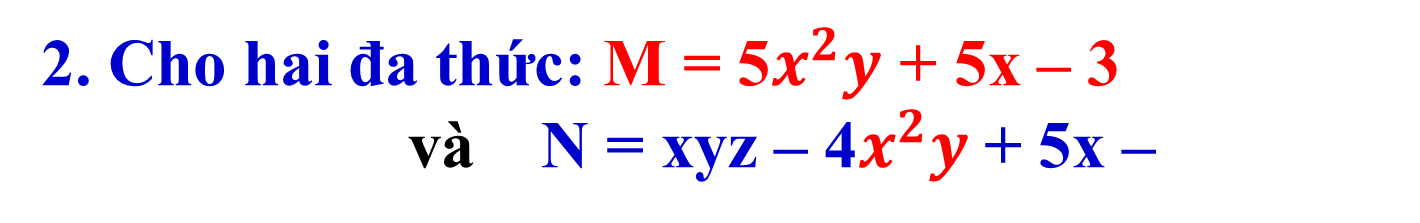 2. Cho hai đa thức: M = 5x²y + 5x – 3
và N = xyz – 4x²y + 5x –